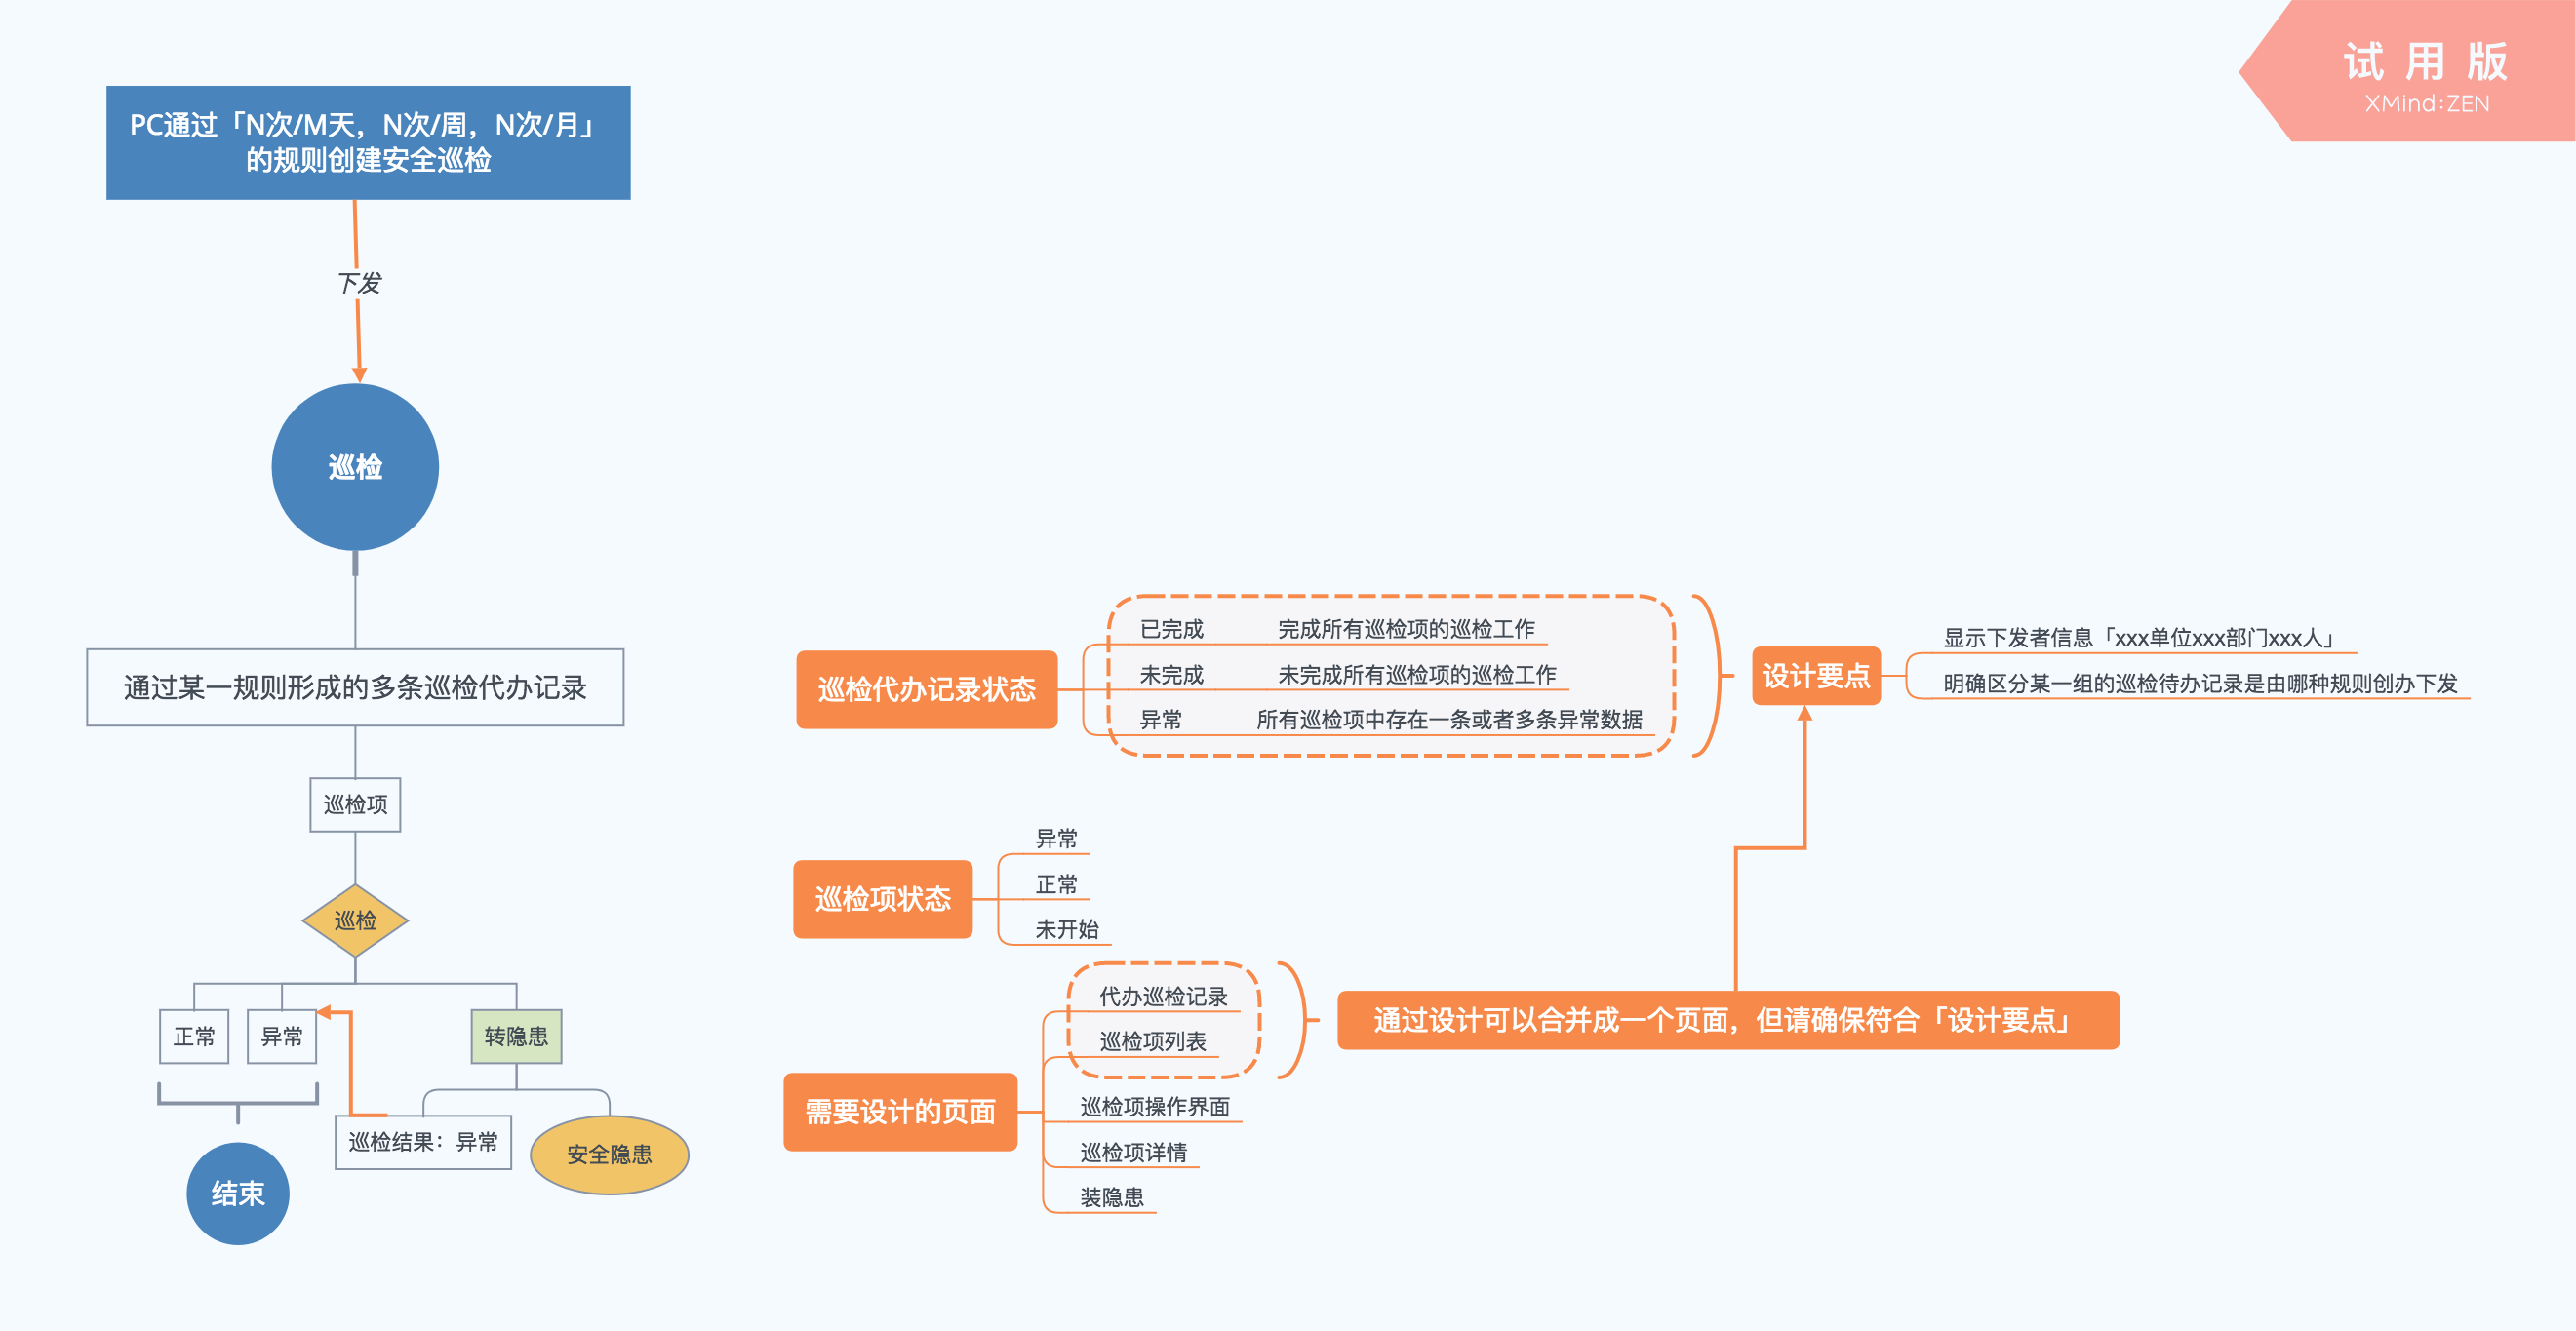 试用版
XMind:ZEN
PC通过「N次/M天，N次/周，N次/月」
的规则创建安全巡检
下发
巡检
通过某一规则形成的多条巡检代办记录
巡检项
巡检
正常
异常
转隐患
巡检结果：异常
安全隐患
结束
巡检代办记录状态
已完成
完成所有巡检项的巡检工作
未完成
未完成所有巡检项的巡检工作
异常
所有巡检项中存在一条或者多条异常数据
设计要点
显示下发者信息「xxx单位xxx部门xxx人」
明确区分某一组的巡检待办记录是由哪种规则创办下发
巡检项状态
异常
正常
未开始
需要设计的页面
代办巡检记录
巡检项列表
巡检项操作界面
巡检项详情
装隐患
通过设计可以合并成一个页面，但请确保符合「设计要点」